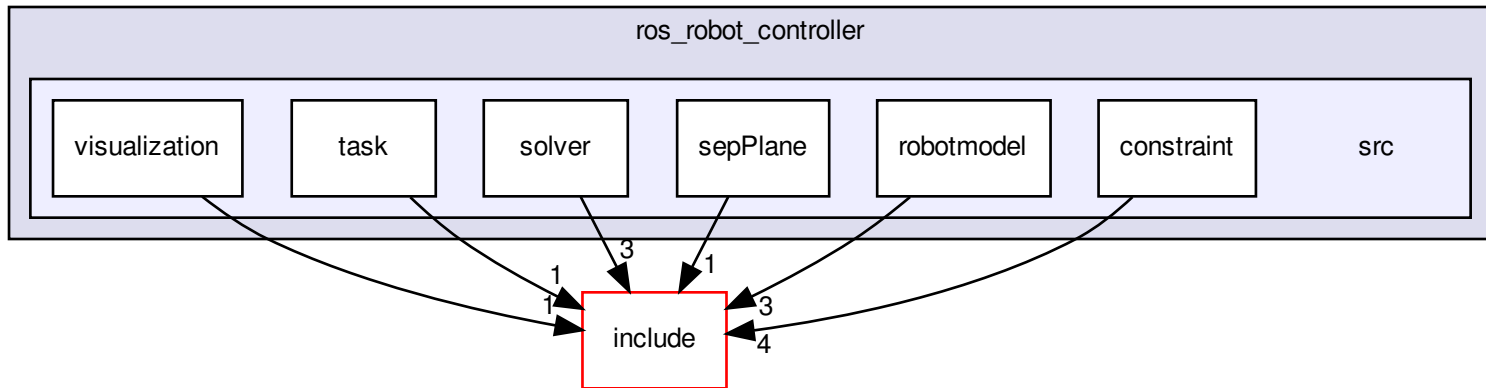 ros_robot_controller
visualization
task
solver
sepPlane
robotmodel
constraint
src
3
1
1
1
3
4
include